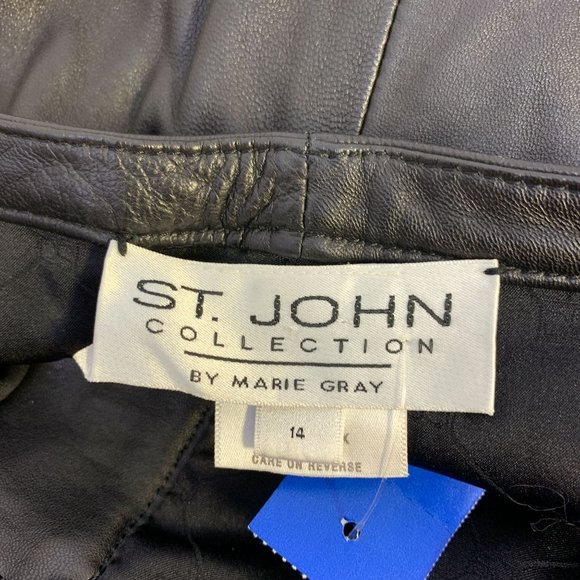 ST. JOHN
COLLECTION
BY MARIE GRAY
14
CARE ON REVERSE